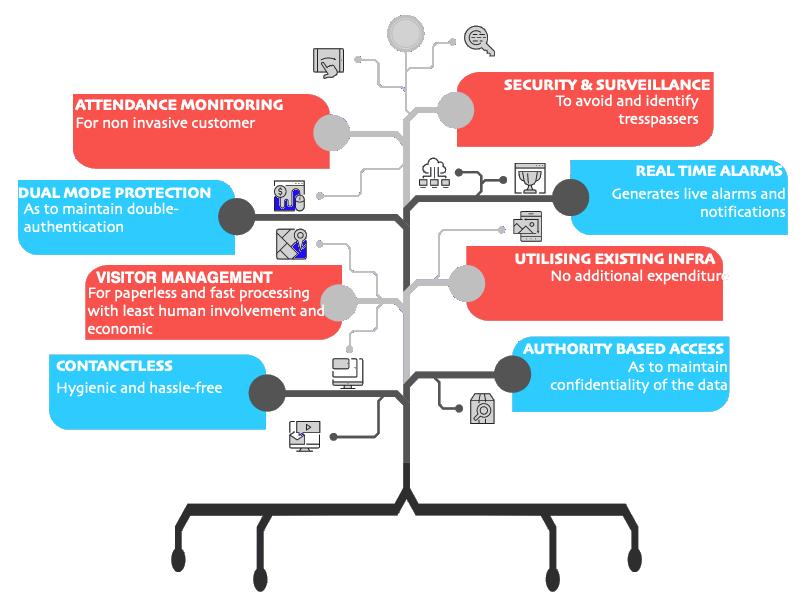 SECURITY & SURVEILLANCE
To avoid and identify
tresspassers
ATTENDANCE MONITORING
For non invasive customer
REAL TIME ALARMS
Generates live alarms and
notifications
DUAL MODE PROTECTION
As to maintain double-
authentication
UTILISING EXISTING INFRA
No additional expenditure
VISITOR MANAGEMENT
For paperless and fast processing
with least human involvement and
economic
AUTHORITY BASED ACCESS
As to maintain
confidentiality of the data
CONTANCTLESS
Hygienic and hassle-free